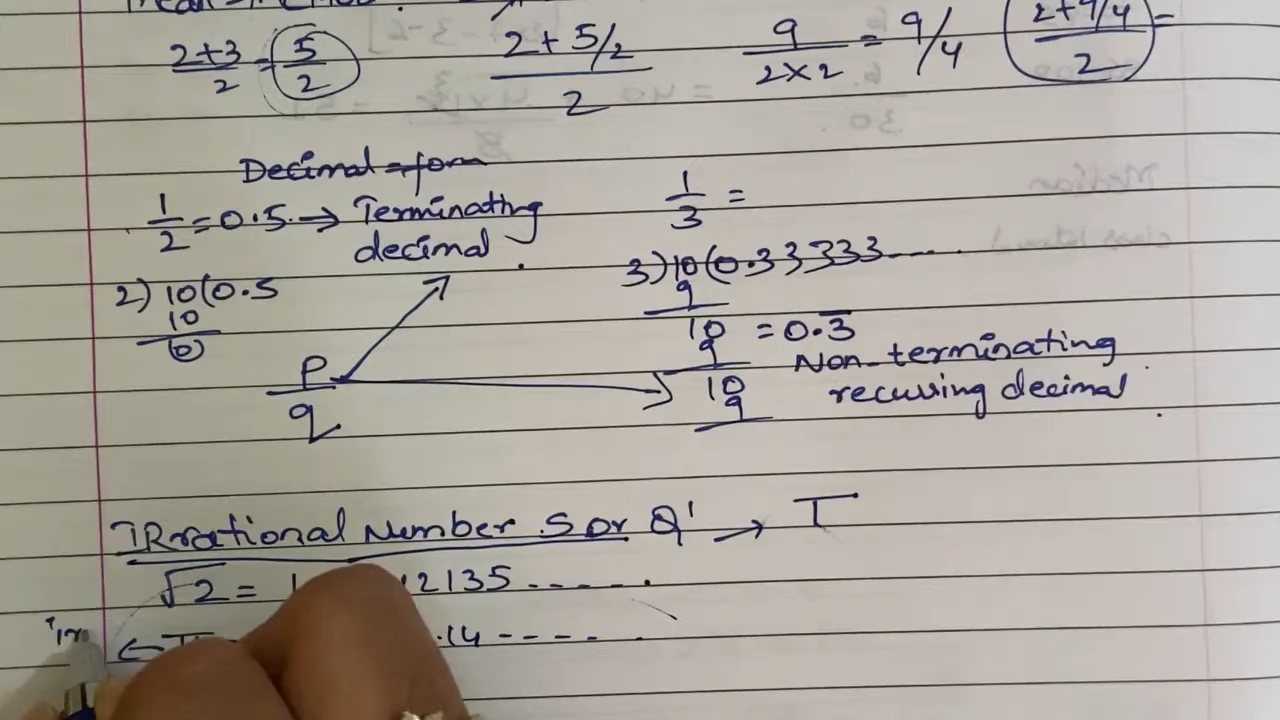 2+3/2 = 5/2
2+5/2/2
9/2×2 = 9/4
2+9/4/2 =
Decimal form
1/2 = 0.5 → Terminating
decimal
2) 10(0.5
10
0
1/3 =
3)10(0.33333....
9
10 = 0.3̅
9
10
9
Non-terminating
recurring decimal
P/q
IRrational Number S or Q' →
√2 = 1 12135 ......
← .14 ----